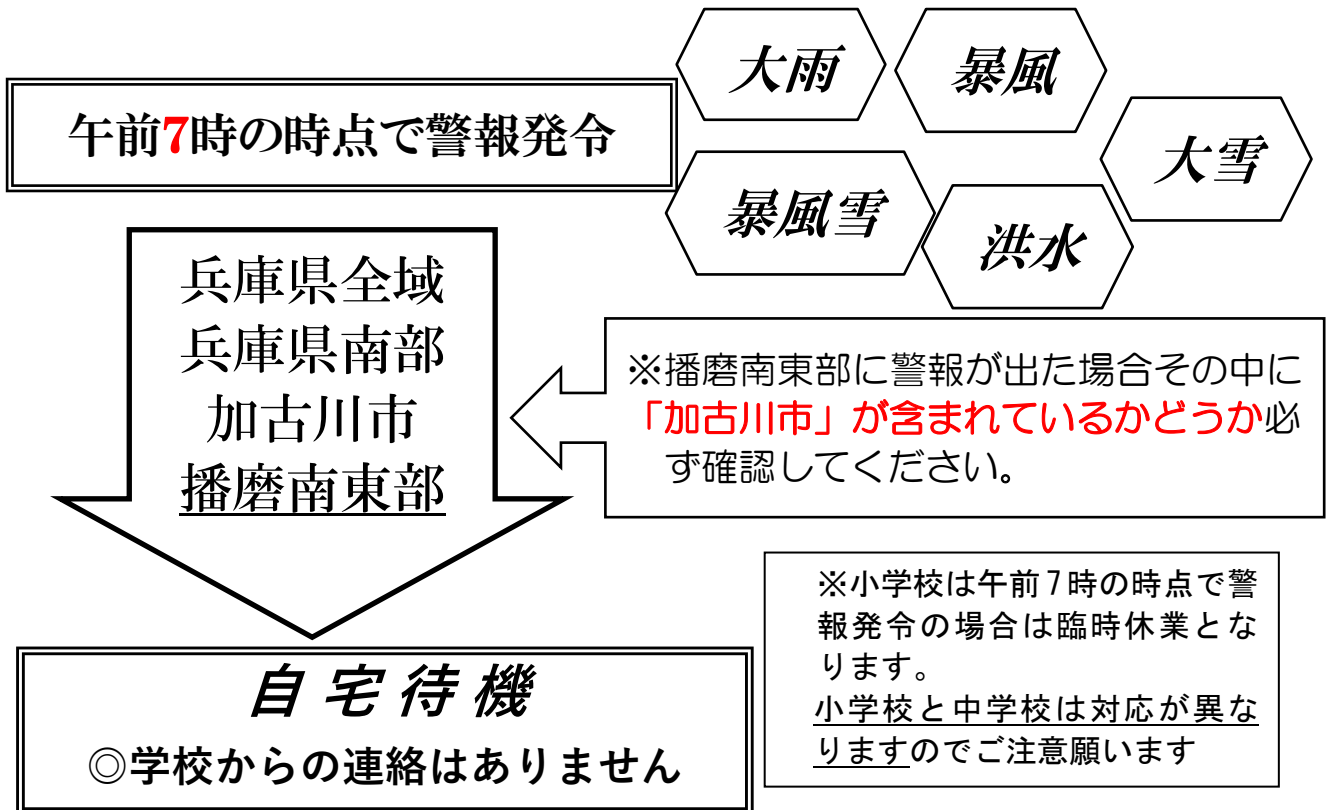 大雨
暴風
午前7時の時点で警報発令
大雪
暴風雪
洪水
兵庫県全域
兵庫県南部
加古川市
播磨南東部
※播磨南東部に警報が出た場合その中に
「加古川市」が含まれているかどうか必
ず確認してください。
※小学校は午前7時の時点で警
報発令の場合は臨時休業とな
ります。
小学校と中学校は対応が異な
りますのでご注意願います
自宅待機
◎学校からの連絡はありません